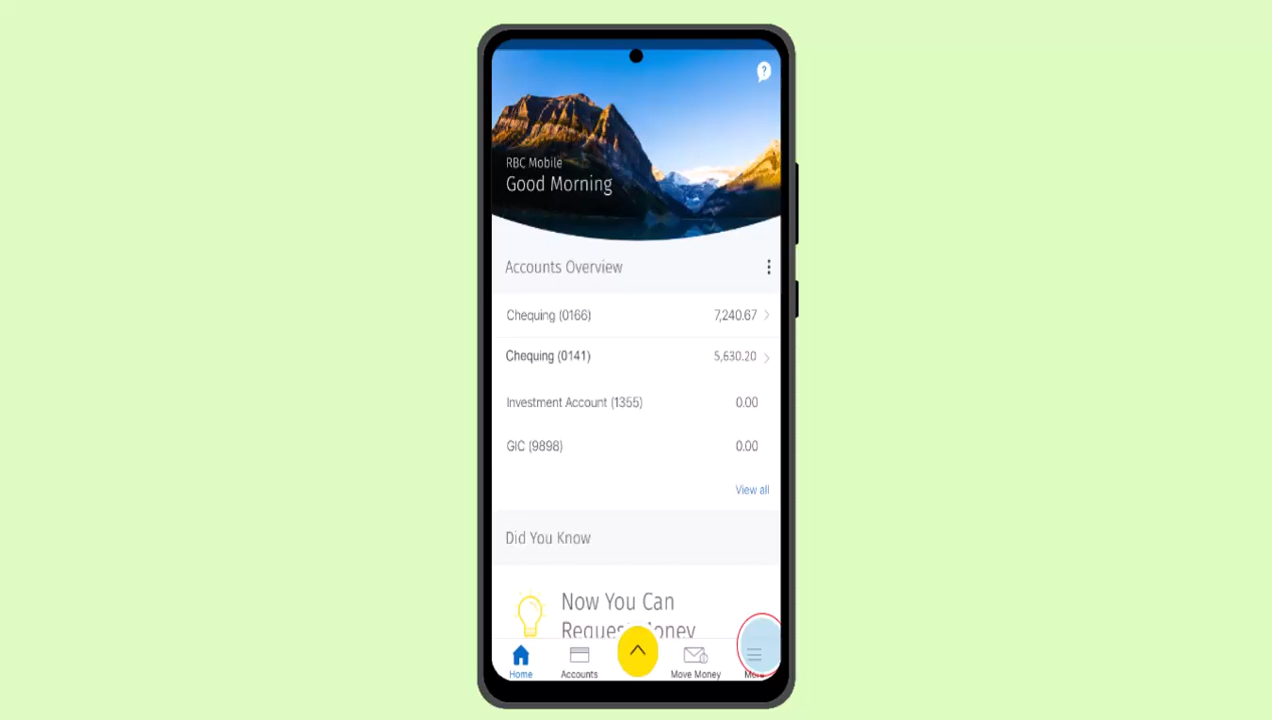 ?
RBC Mobile
Good Morning
Accounts Overview
Chequing (0166) 7,240.67
Chequing (0141) 5,630.20
Investment Account (1355) 0.00
GIC (9898) 0.00
View all
Did You Know
Now You Can
Request Money
Home Accounts Move Money More